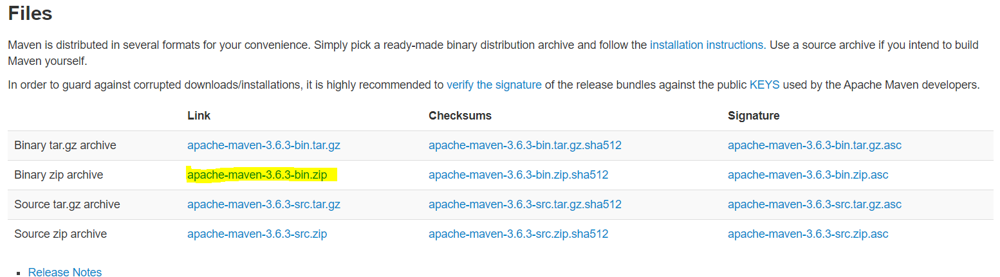 Files
Maven is distributed in several formats for your convenience. Simply pick a ready-made binary distribution archive and follow the installation instructions. Use a source archive if you intend to build
Maven yourself.
In order to guard against corrupted downloads/installations, it is highly recommended to verify the signature of the release bundles against the public KEYS used by the Apache Maven developers.
Link Checksums Signature
Binary tar.gz archive apache-maven-3.6.3-bin.tar.gz apache-maven-3.6.3-bin.tar.gz.sha512 apache-maven-3.6.3-bin.tar.gz.asc
Binary zip archive apache-maven-3.6.3-bin.zip apache-maven-3.6.3-bin.zip.sha512 apache-maven-3.6.3-bin.zip.asc
Source tar.gz archive apache-maven-3.6.3-src.tar.gz apache-maven-3.6.3-src.tar.gz.sha512 apache-maven-3.6.3-src.tar.gz.asc
Source zip archive apache-maven-3.6.3-src.zip apache-maven-3.6.3-src.zip.sha512 apache-maven-3.6.3-src.zip.asc
▪ Release Notes